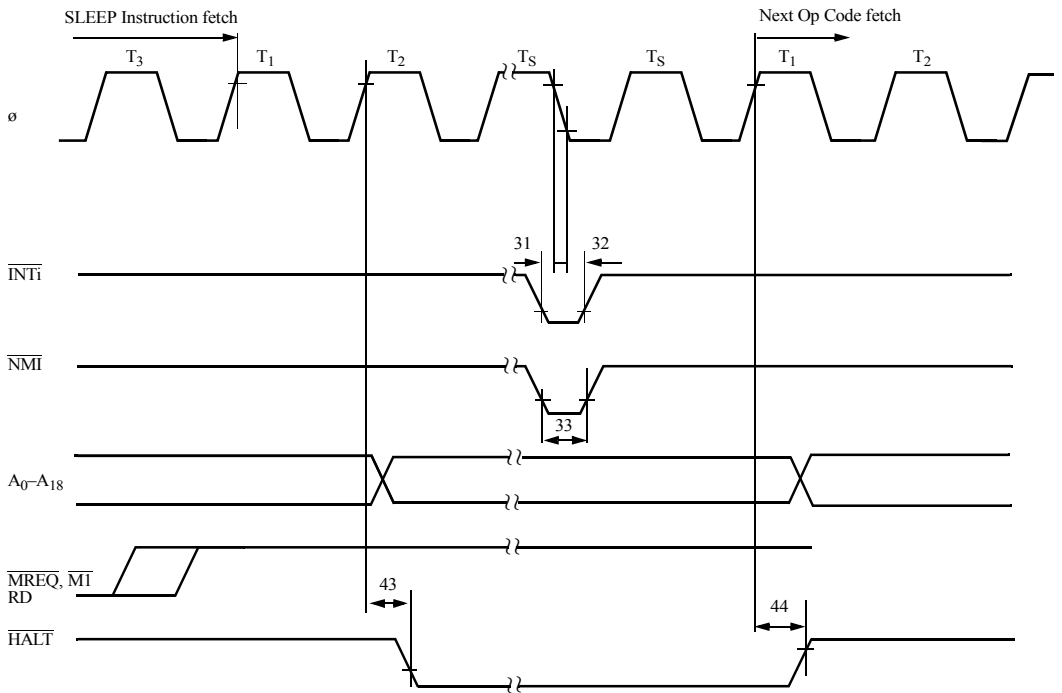 SLEEP Instruction fetch
Next Op Code fetch
T3 T1 T2 TS TS T1 T2
ø
31 32
INTi
NMI
33
A0–A18
MREQ, M1
RD
43 44
HALT